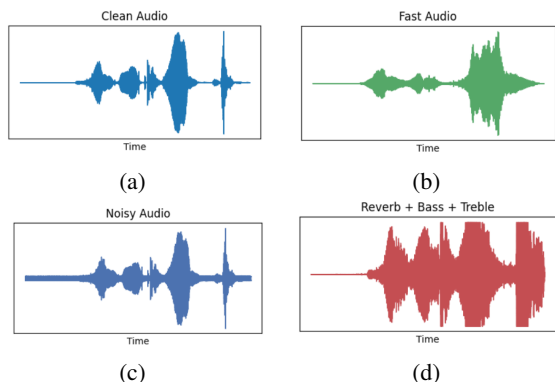 Clean Audio
Time
(a)
Fast Audio
Time
(b)
Noisy Audio
Time
(c)
Reverb + Bass + Treble
Time
(d)